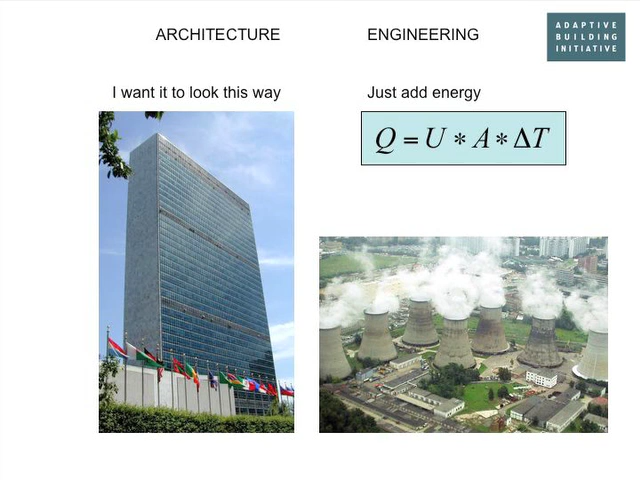 ARCHITECTURE
ENGINEERING
ADAPTIVE
BUILDING
INITIATIVE
I want it to look this way
Just add energy
Q = U * A * ΔT